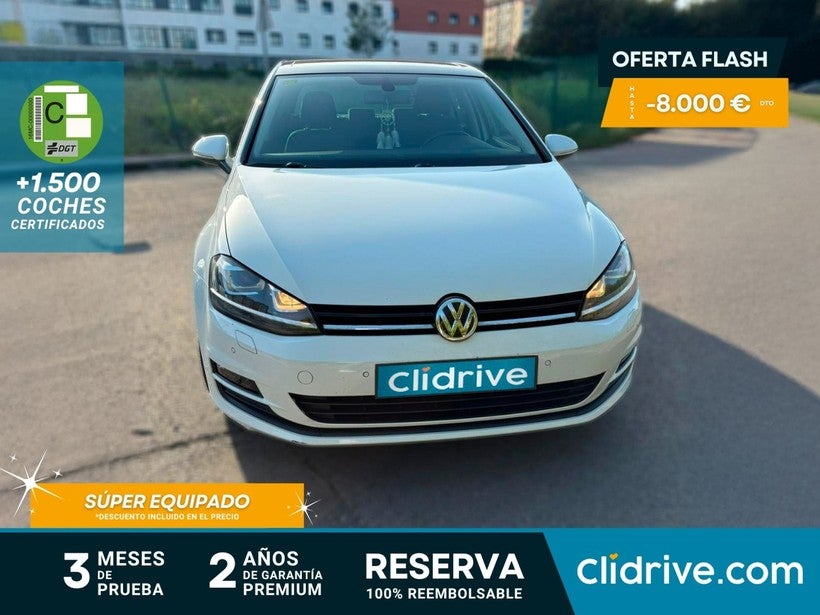 C
DGT
+1.500
COCHES
CERTIFICADOS
OFERTA FLASH
HASTA
-8.000 € DTO
VW
Clidrive
SÚPER EQUIPADO
*DESCUENTO INCLUIDO EN EL PRECIO
3 MESES
DE
PRUEBA
2 AÑOS
DE GARANTÍA
PREMIUM
RESERVA
100% REEMBOLSABLE
Clidrive.com